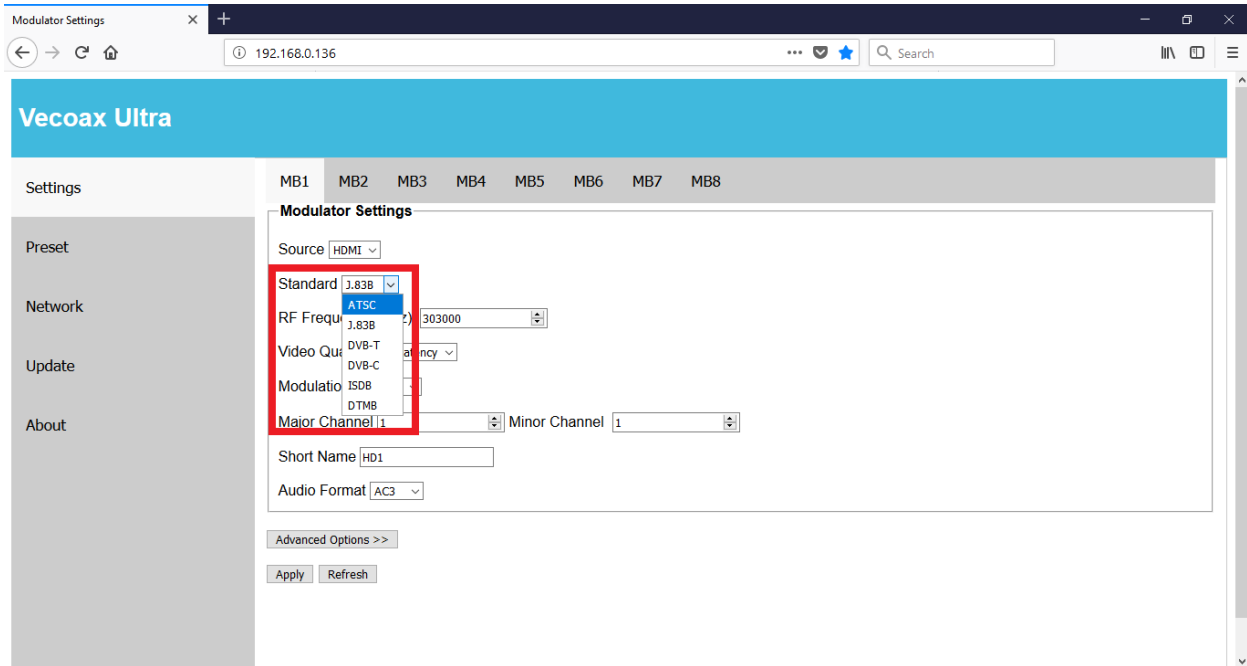 Modulator Settings
192.168.0.136
Search
Vecoax Ultra
Settings
Preset
Network
Update
About
MB1 MB2 MB3 MB4 MB5 MB6 MB7 MB8
Modulator Settings
Source HDMI
Standard J.83B
ATSC
J.83B
DVB-T
DVB-C
ISDB
DTMB
RF Frequ z) 303000
Video Qua atency
Modulatio
Major Channel 1 Minor Channel 1
Short Name HD1
Audio Format AC3
Advanced Options >>
Apply Refresh